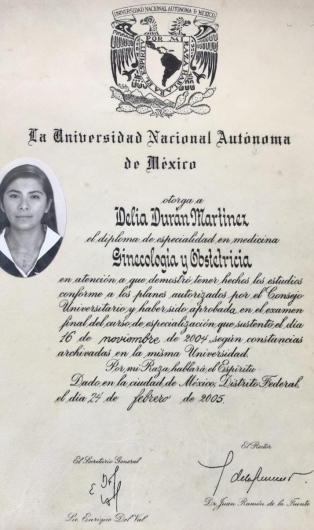 UNIVERSIDAD NACIONAL AUTÓNOMA D MEXICO
POR MI RAZA
La Universidad Nacional Autónoma
de México
otorga a
Delia Durán Martínez
el diploma de especialidad en medicina
Ginecología y Obstetricia
en atención a que demostró tener hechos los estudios
conforme a los planes autorizados por el Consejo
Universitario y haber sido aprobada en el examen
final del curso de especialización que sustentó el día
16 de noviembre de 2004, según constancias
archivadas en la misma Universidad.
Por mi Raza hablará el Espíritu
Dado en la ciudad de México, Distrito Federal
el día 24 de febrero de 2005
El Secretario General
El Rector
Lic. Enrique Del Val
Dr. Juan Ramón de la Fuente